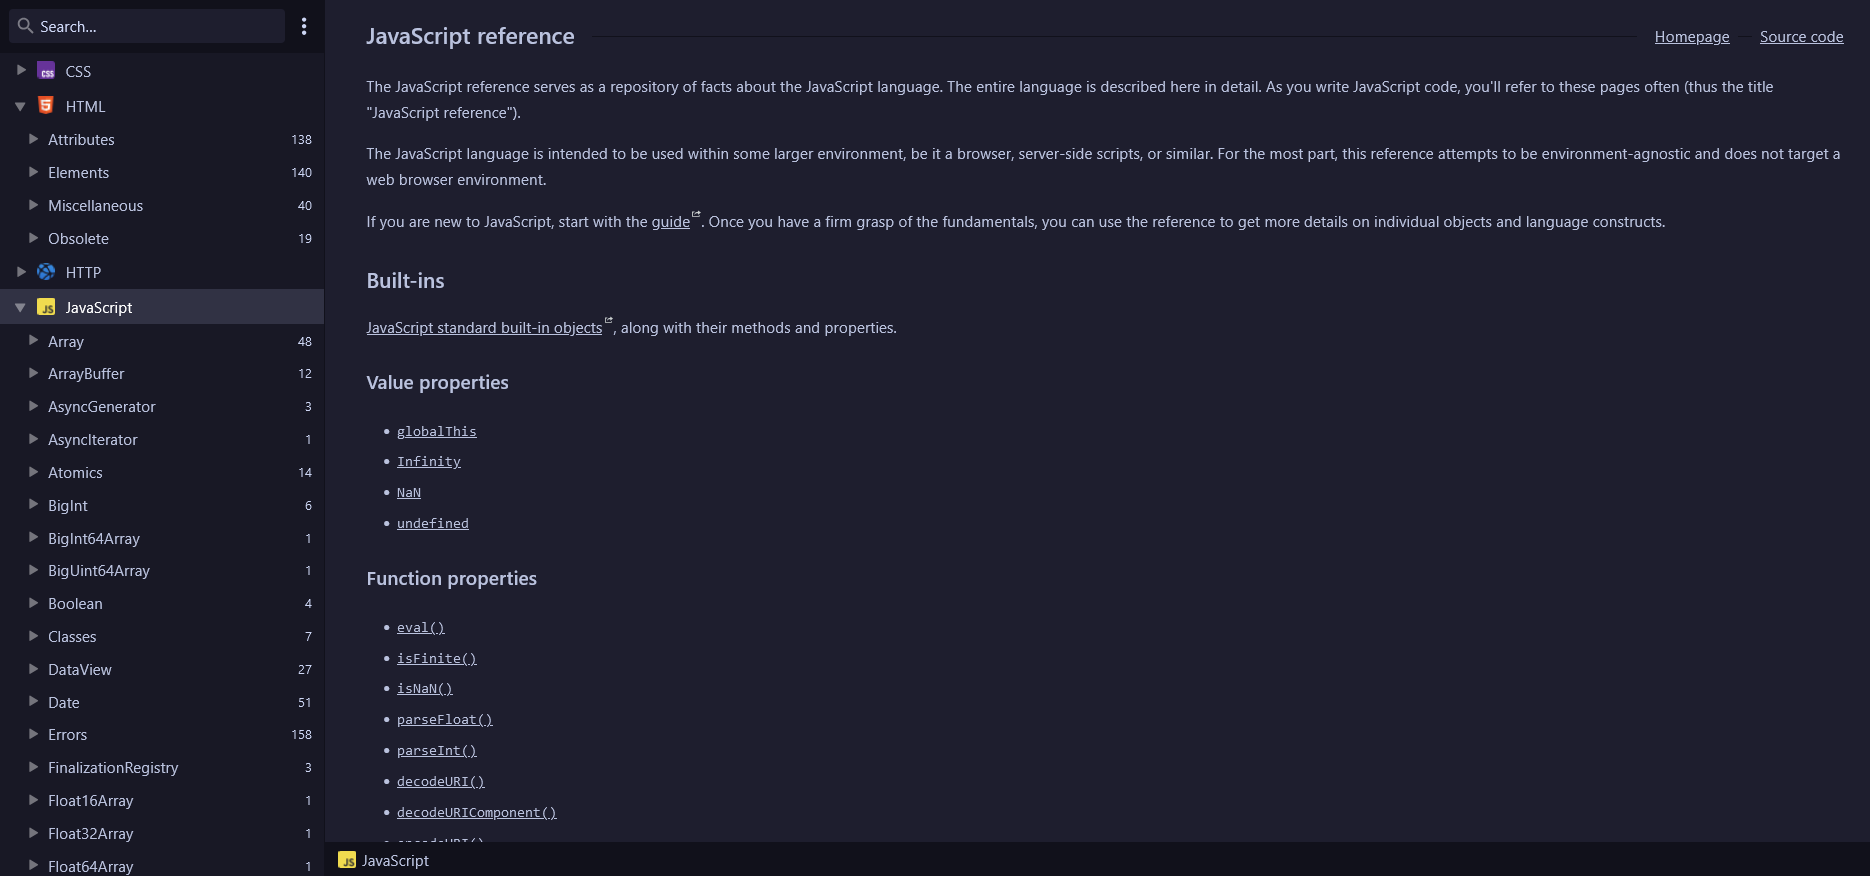 Search...
CSS
HTML
Attributes 138
Elements 140
Miscellaneous 40
Obsolete 19
HTTP
JavaScript
Array 48
ArrayBuffer 12
AsyncGenerator 3
AsyncIterator 1
Atomics 14
BigInt 6
BigInt64Array 1
BigUint64Array 1
Boolean 4
Classes 7
DataView 27
Date 51
Errors 158
FinalizationRegistry 3
Float16Array 1
Float32Array 1
Float64Array 1
JavaScript reference
Homepage
Source code
The JavaScript reference serves as a repository of facts about the JavaScript language. The entire language is described here in detail. As you write JavaScript code, you'll refer to these pages often (thus the title
"JavaScript reference").
The JavaScript language is intended to be used within some larger environment, be it a browser, server-side scripts, or similar. For the most part, this reference attempts to be environment-agnostic and does not target a
web browser environment.
If you are new to JavaScript, start with the guide. Once you have a firm grasp of the fundamentals, you can use the reference to get more details on individual objects and language constructs.
Built-ins
JavaScript standard built-in objects, along with their methods and properties.
Value properties
• globalThis
• Infinity
• NaN
• undefined
Function properties
• eval()
• isFinite()
• isNaN()
• parseFloat()
• parseInt()
• decodeURI()
• decodeURIComponent()
JavaScript